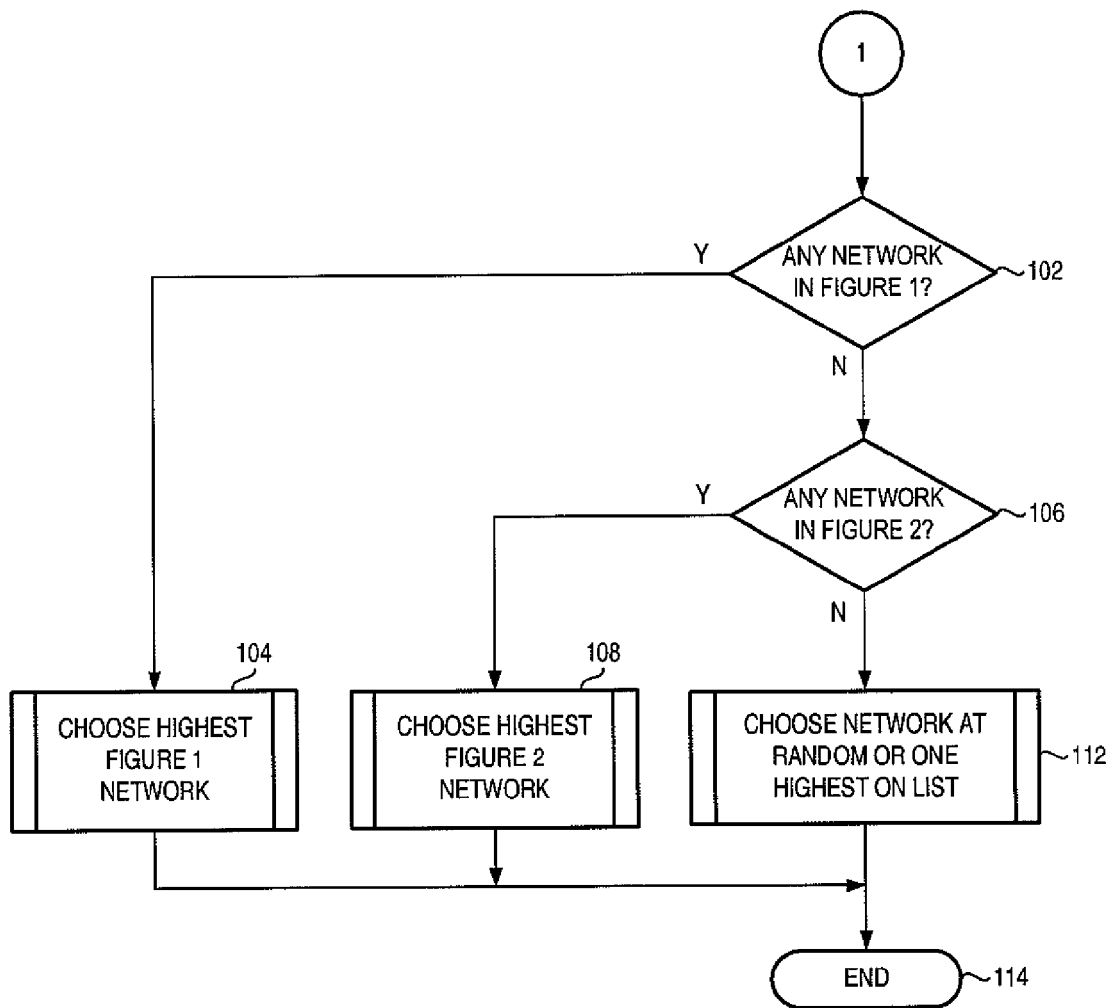 1
Y
ANY NETWORK
IN FIGURE 1?
102
N
Y
ANY NETWORK
IN FIGURE 2?
106
N
104
CHOOSE HIGHEST
FIGURE 1
NETWORK
108
CHOOSE HIGHEST
FIGURE 2
NETWORK
CHOOSE NETWORK AT
RANDOM OR ONE
HIGHEST ON LIST
112
END
114